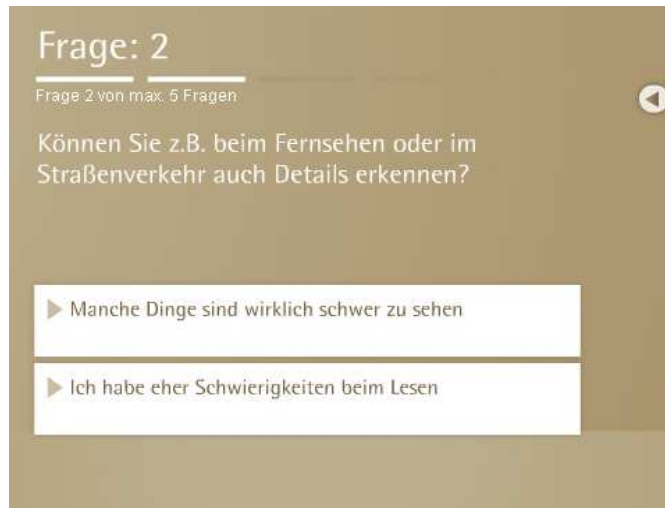 Frage: 2
Frage 2 von max. 5 Fragen
Können Sie z.B. beim Fernsehen oder im
Straßenverkehr auch Details erkennen?
Manche Dinge sind wirklich schwer zu sehen
Ich habe eher Schwierigkeiten beim Lesen